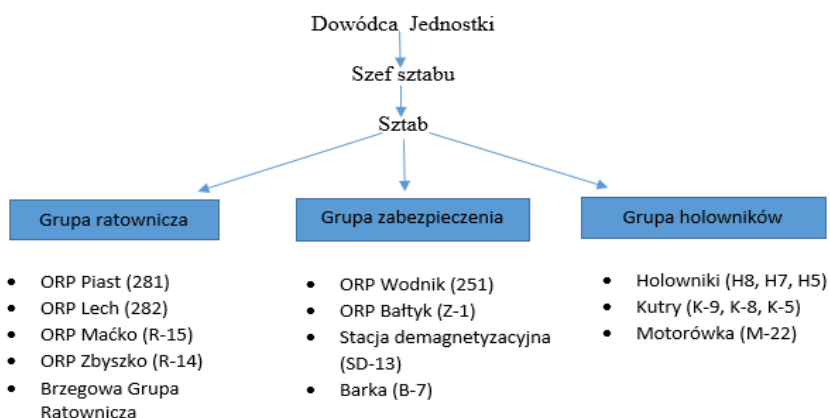 Dowódca Jednostki
Szef sztabu
Sztab
Grupa ratownicza
• ORP Piast (281)
• ORP Lech (282)
• ORP Maćko (R-15)
• ORP Zbyszko (R-14)
• Brzegowa Grupa
Ratownicza
Grupa zabezpieczenia
• ORP Wodnik (251)
• ORP Bałtyk (Z-1)
• Stacja demagnetyzacyjna
(SD-13)
• Barka (B-7)
Grupa holowników
• Holowniki (H8, H7, H5)
• Kutry (K-9, K-8, K-5)
• Motorówka (M-22)